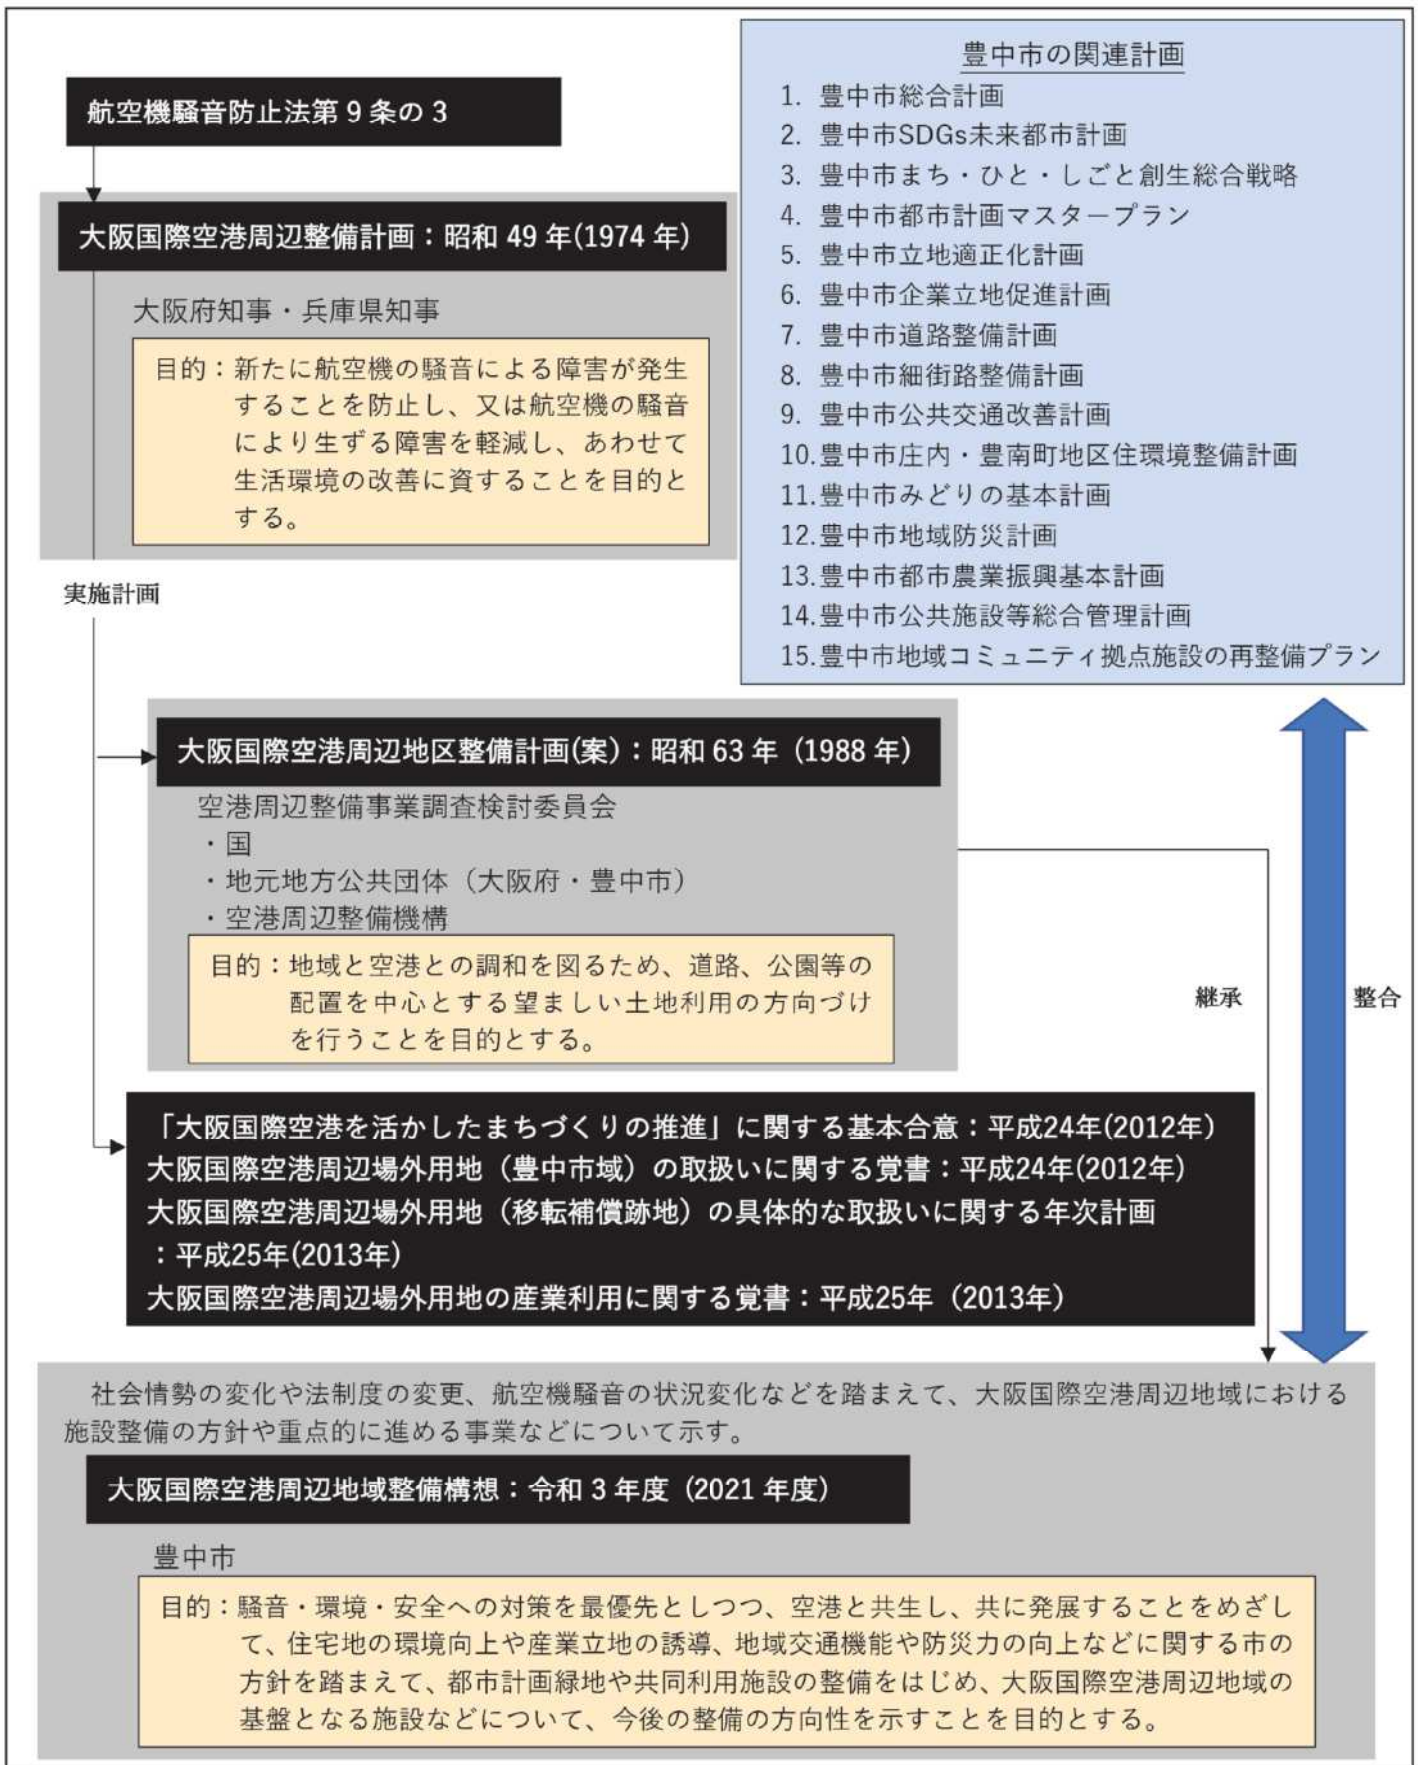 航空機騒音防止法第9条の3
大阪国際空港周辺整備計画：昭和 49 年(1974 年)
大阪府知事・兵庫県知事
目的：新たに航空機の騒音による障害が発生
することを防止し、又は航空機の騒音
により生ずる障害を軽減し、あわせて
生活環境の改善に資することを目的と
する。
豊中市の関連計画
1. 豊中市総合計画
2. 豊中市SDGs未来都市計画
3. 豊中市まち・ひと・しごと創生総合戦略
4. 豊中市都市計画マスタープラン
5. 豊中市立地適正化計画
6. 豊中市企業立地促進計画
7. 豊中市道路整備計画
8. 豊中市細街路整備計画
9. 豊中市公共交通改善計画
10.豊中市庄内・豊南町地区住環境整備計画
11.豊中市みどりの基本計画
12.豊中市地域防災計画
13.豊中市都市農業振興基本計画
14.豊中市公共施設等総合管理計画
15.豊中市地域コミュニティ拠点施設の再整備プラン
実施計画
大阪国際空港周辺地区整備計画(案)：昭和 63 年（1988 年）
空港周辺整備事業調査検討委員会
・国
・地元地方公共団体（大阪府・豊中市）
・空港周辺整備機構
目的：地域と空港との調和を図るため、道路、公園等の
配置を中心とする望ましい土地利用の方向づけ
を行うことを目的とする。
継承
整合
「大阪国際空港を活かしたまちづくりの推進」に関する基本合意：平成24年(2012年)
大阪国際空港周辺場外用地（豊中市域）の取扱いに関する覚書：平成24年(2012年)
大阪国際空港周辺場外用地（移転補償跡地）の具体的な取扱いに関する年次計画
：平成25年(2013年)
大阪国際空港周辺場外用地の産業利用に関する覚書：平成25年（2013年）
社会情勢の変化や法制度の変更、航空機騒音の状況変化などを踏まえて、大阪国際空港周辺地域における
施設整備の方針や重点的に進める事業などについて示す。
大阪国際空港周辺地域整備構想：令和 3 年度（2021 年度）
豊中市
目的：騒音・環境・安全への対策を最優先としつつ、空港と共生し、共に発展することをめざし
て、住宅地の環境向上や産業立地の誘導、地域交通機能や防災力の向上などに関する市の
方針を踏まえて、都市計画緑地や共同利用施設の整備をはじめ、大阪国際空港周辺地域の
基盤となる施設などについて、今後の整備の方向性を示すことを目的とする。